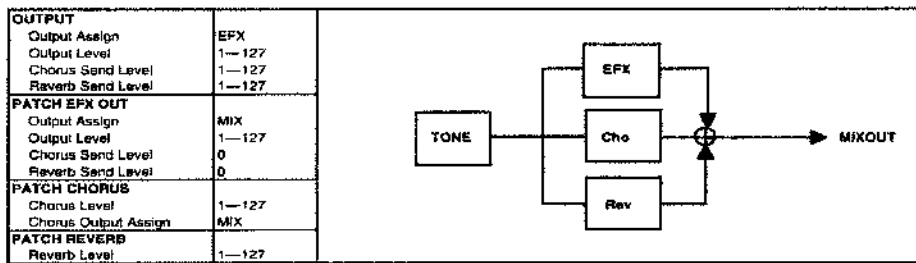 OUTPUT
Output Assign EFX
Output Level 1—127
Chorus Send Level 1—127
Reverb Send Level 1—127
PATCH EFX OUT
Output Assign MIX
Output Level 1—127
Chorus Send Level 0
Reverb Send Level 0
PATCH CHORUS
Chorus Level 1—127
Chorus Output Assign MIX
PATCH REVERB
Reverb Level 1—127
EFX
TONE Cho MIXOUT
Rev